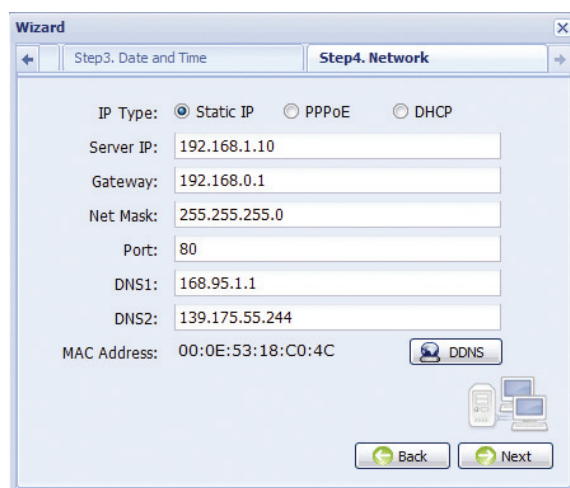 Wizard
Step3. Date and Time Step4. Network
IP Type: Static IP PPPoE DHCP
Server IP: 192.168.1.10
Gateway: 192.168.0.1
Net Mask: 255.255.255.0
Port: 80
DNS1: 168.95.1.1
DNS2: 139.175.55.244
MAC Address: 00:0E:53:18:C0:4C DDNS
Back Next